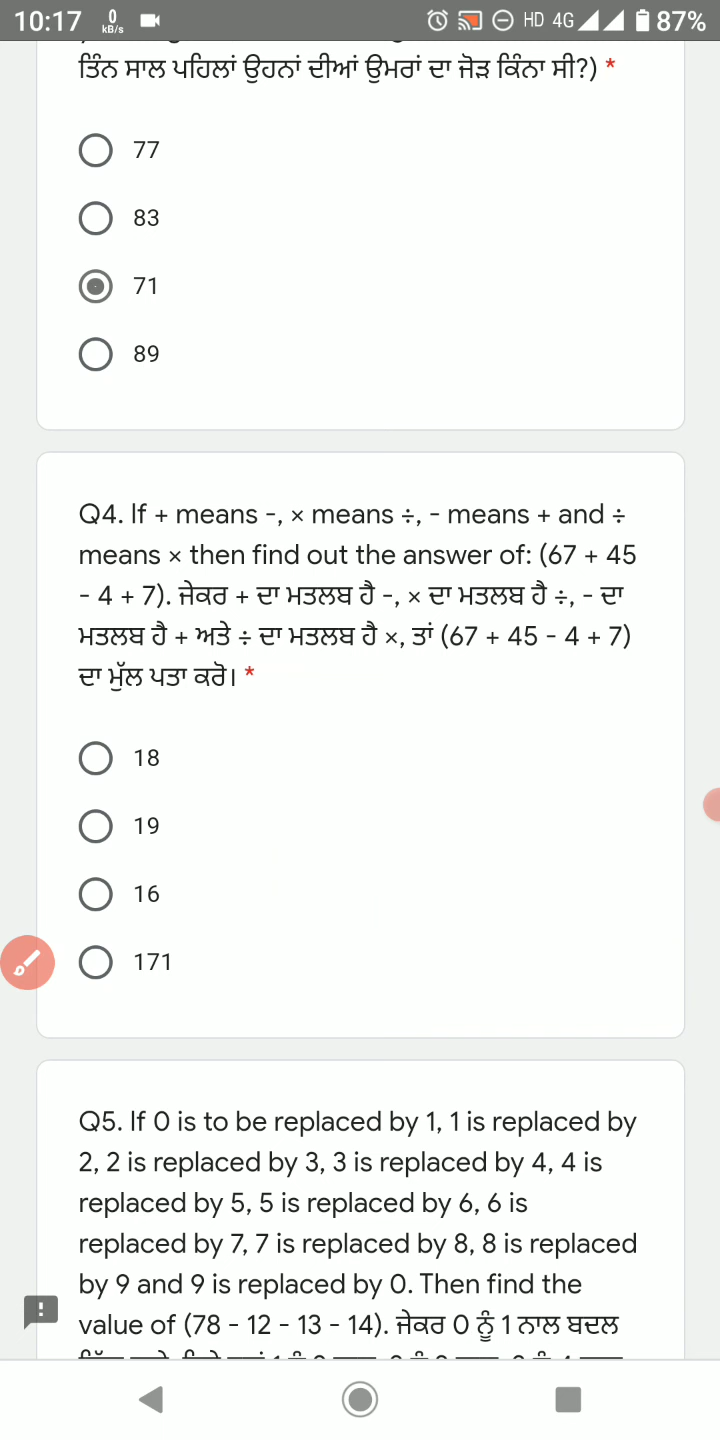 10:17 0 kB/s HD 4G 87%
ਤਿੰਨ ਸਾਲ ਪਹਿਲਾਂ ਉਹਨਾਂ ਦੀਆਂ ਉਮਰਾਂ ਦਾ ਜੋੜ ਕਿੰਨਾ ਸੀ?) *
77
83
71
89
Q4. If + means -, × means ÷, - means + and ÷
means × then find out the answer of: (67 + 45
- 4 + 7). ਜੇਕਰ + ਦਾ ਮਤਲਬ ਹੈ -, × ਦਾ ਮਤਲਬ ਹੈ ÷, - ਦਾ
ਮਤਲਬ ਹੈ + ਅਤੇ ÷ ਦਾ ਮਤਲਬ ਹੈ ×, ਤਾਂ (67 + 45 - 4 + 7)
ਦਾ ਮੁੱਲ ਪਤਾ ਕਰੋ। *
18
19
16
171
Q5. If 0 is to be replaced by 1, 1 is replaced by
2, 2 is replaced by 3, 3 is replaced by 4, 4 is
replaced by 5, 5 is replaced by 6, 6 is
replaced by 7, 7 is replaced by 8, 8 is replaced
by 9 and 9 is replaced by 0. Then find the
value of (78 - 12 - 13 - 14). ਜੇਕਰ 0 ਨੂੰ 1 ਨਾਲ ਬਦਲ